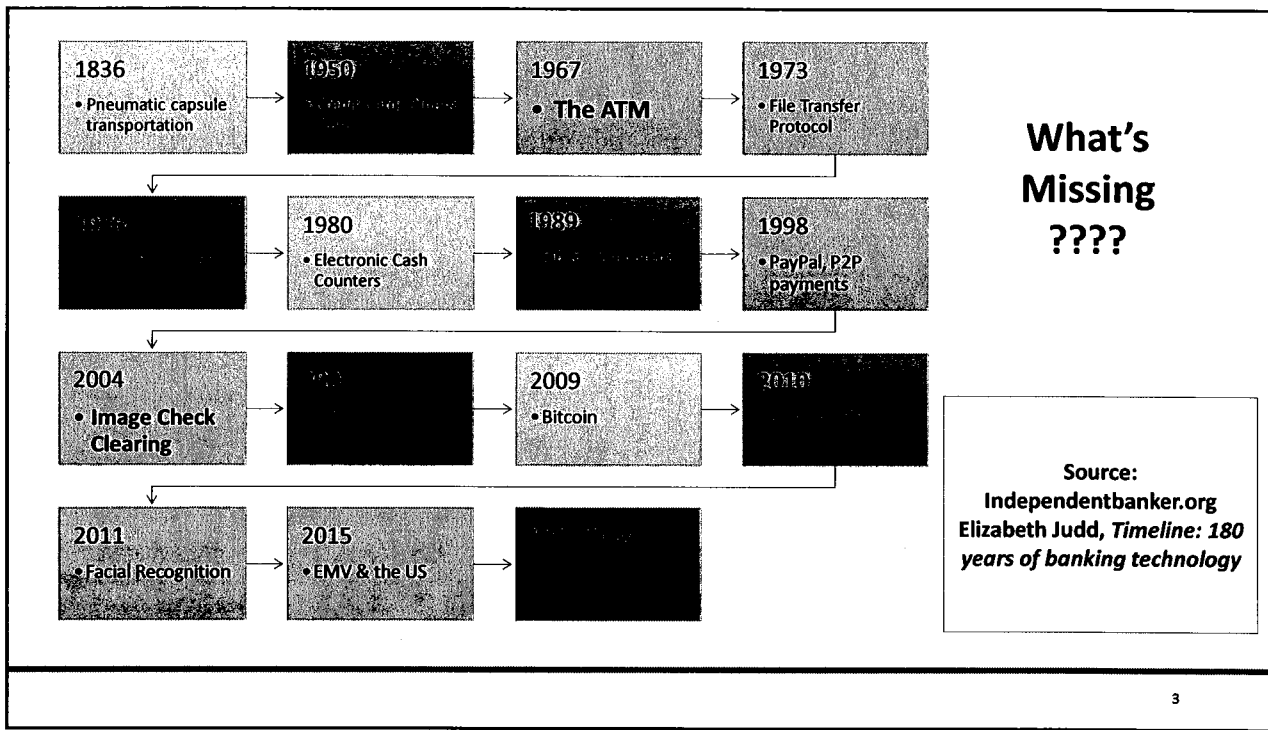 1836
• Pneumatic capsule
transportation
1950
1967
• The ATM
1973
• File Transfer
Protocol
1980
• Electronic Cash
Counters
1989
1998
• PayPal, P2P
payments
2004
• Image Check
Clearing
2009
• Bitcoin
2010
2011
• Facial Recognition
2015
• EMV & the US
What's
Missing
????
Source:
Independentbanker.org
Elizabeth Judd, Timeline: 180
years of banking technology
3